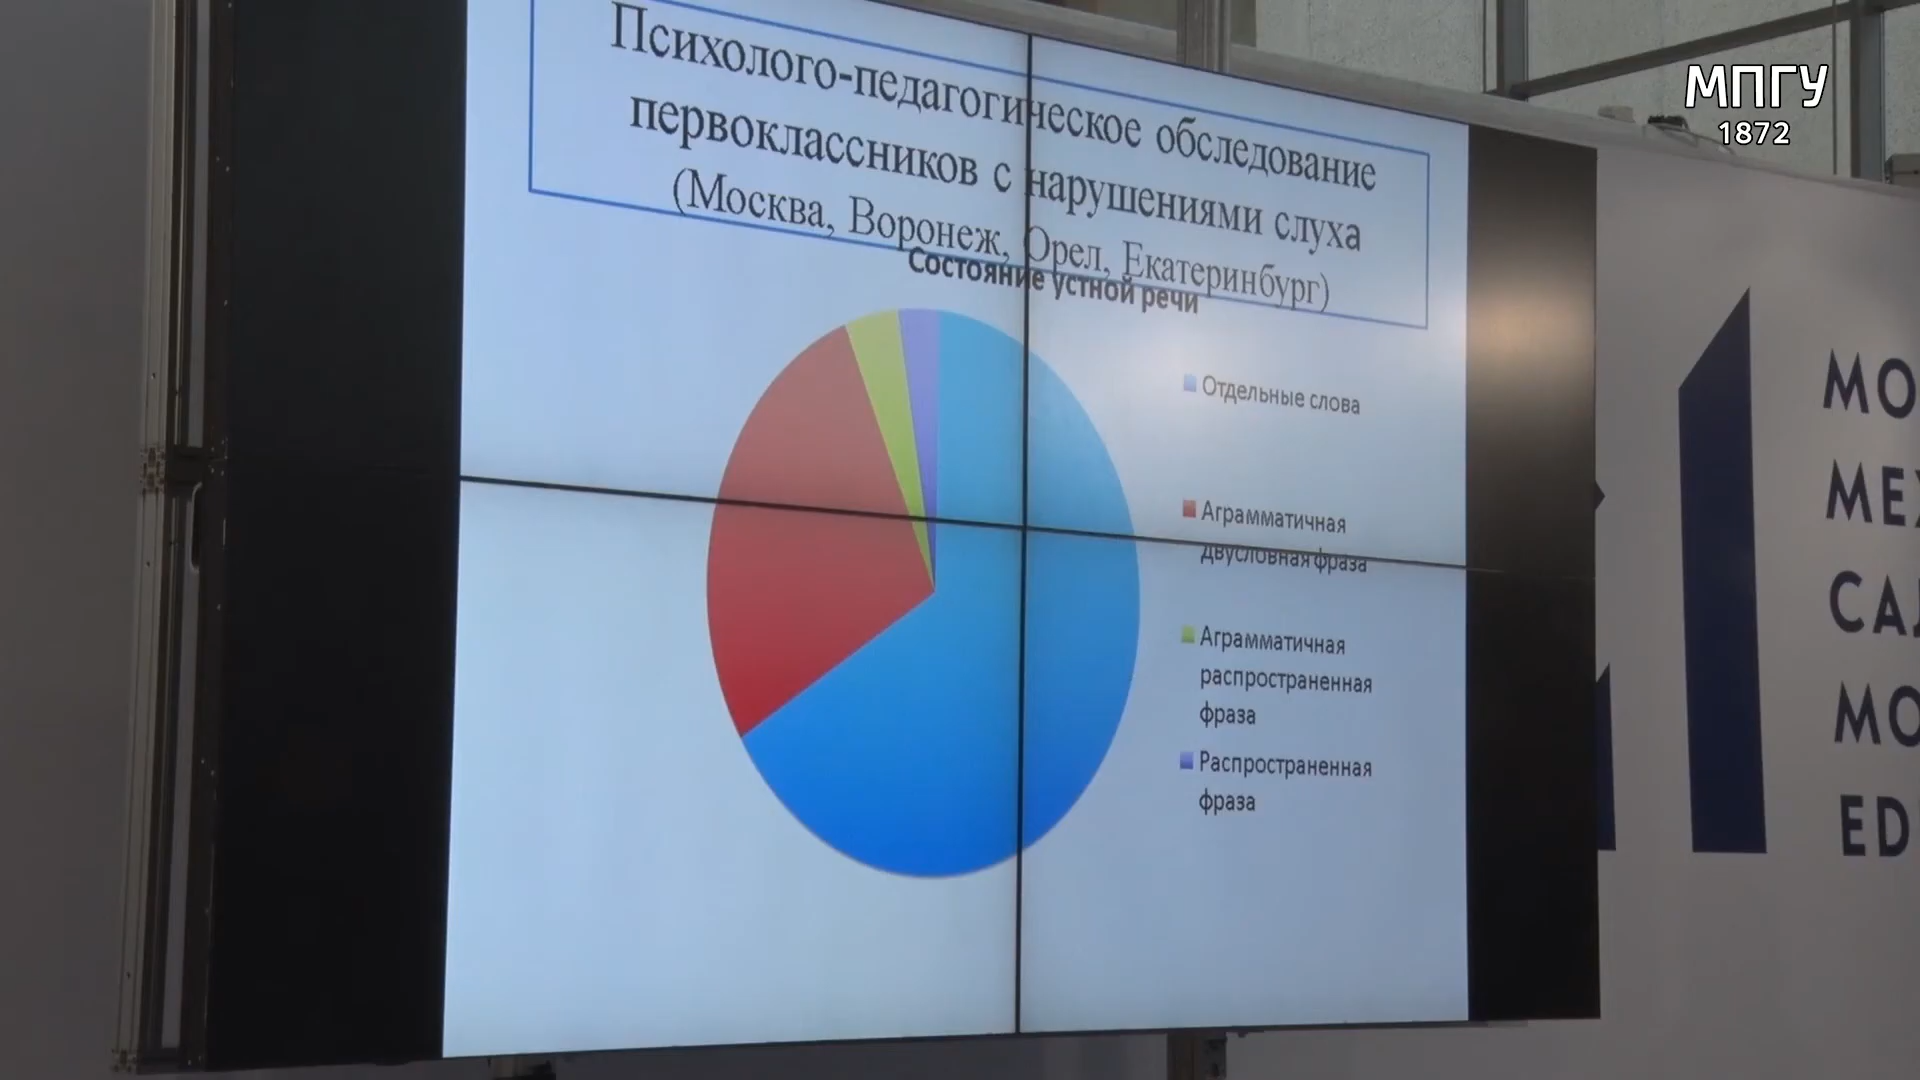 Психолого-педагогическое обследование
первоклассников с нарушениями слуха
(Москва, Воронеж, Орел, Екатеринбург)
Состояние устной речи
Отдельные слова
Аграмматичная
двусловная фраза
Аграмматичная
распространенная
фраза
Распространенная
фраза
МПГУ
1872
МО
МЕ
СА
МО
ED